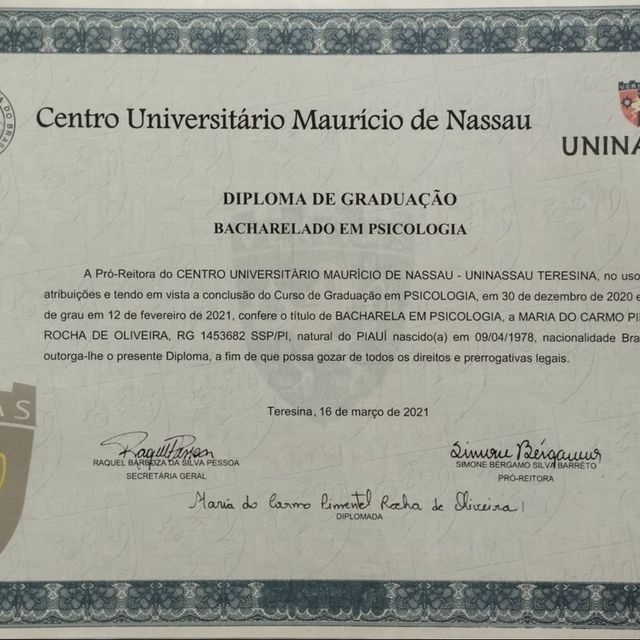 Centro Universitário Maurício de Nassau
UNINA
DIPLOMA DE GRADUAÇÃO
BACHARELADO EM PSICOLOGIA
A Pró-Reitora do CENTRO UNIVERSITÁRIO MAURÍCIO DE NASSAU - UNINASSAU TERESINA, no uso
atribuições e tendo em vista a conclusão do Curso de Graduação em PSICOLOGIA, em 30 de dezembro de 2020 e
de grau em 12 de fevereiro de 2021, confere o título de BACHARELA EM PSICOLOGIA, a MARIA DO CARMO PI
ROCHA DE OLIVEIRA, RG 1453682 SSP/PI, natural do PIAUÍ nascido(a) em 09/04/1978, nacionalidade Bra
outorga-lhe o presente Diploma, a fim de que possa gozar de todos os direitos e prerrogativas legais.
AS
Teresina, 16 de março de 2021
Raquel Pessoa
Simone Bérgamo
RAQUEL BARBOZA DA SILVA PESSOA
SIMONE BÉRGAMO SILVA BARRETO
SECRETÁRIA GERAL
PRÓ-REITORA
Maria do Carmo Pimentel Rocha de Oliveira
DIPLOMADA